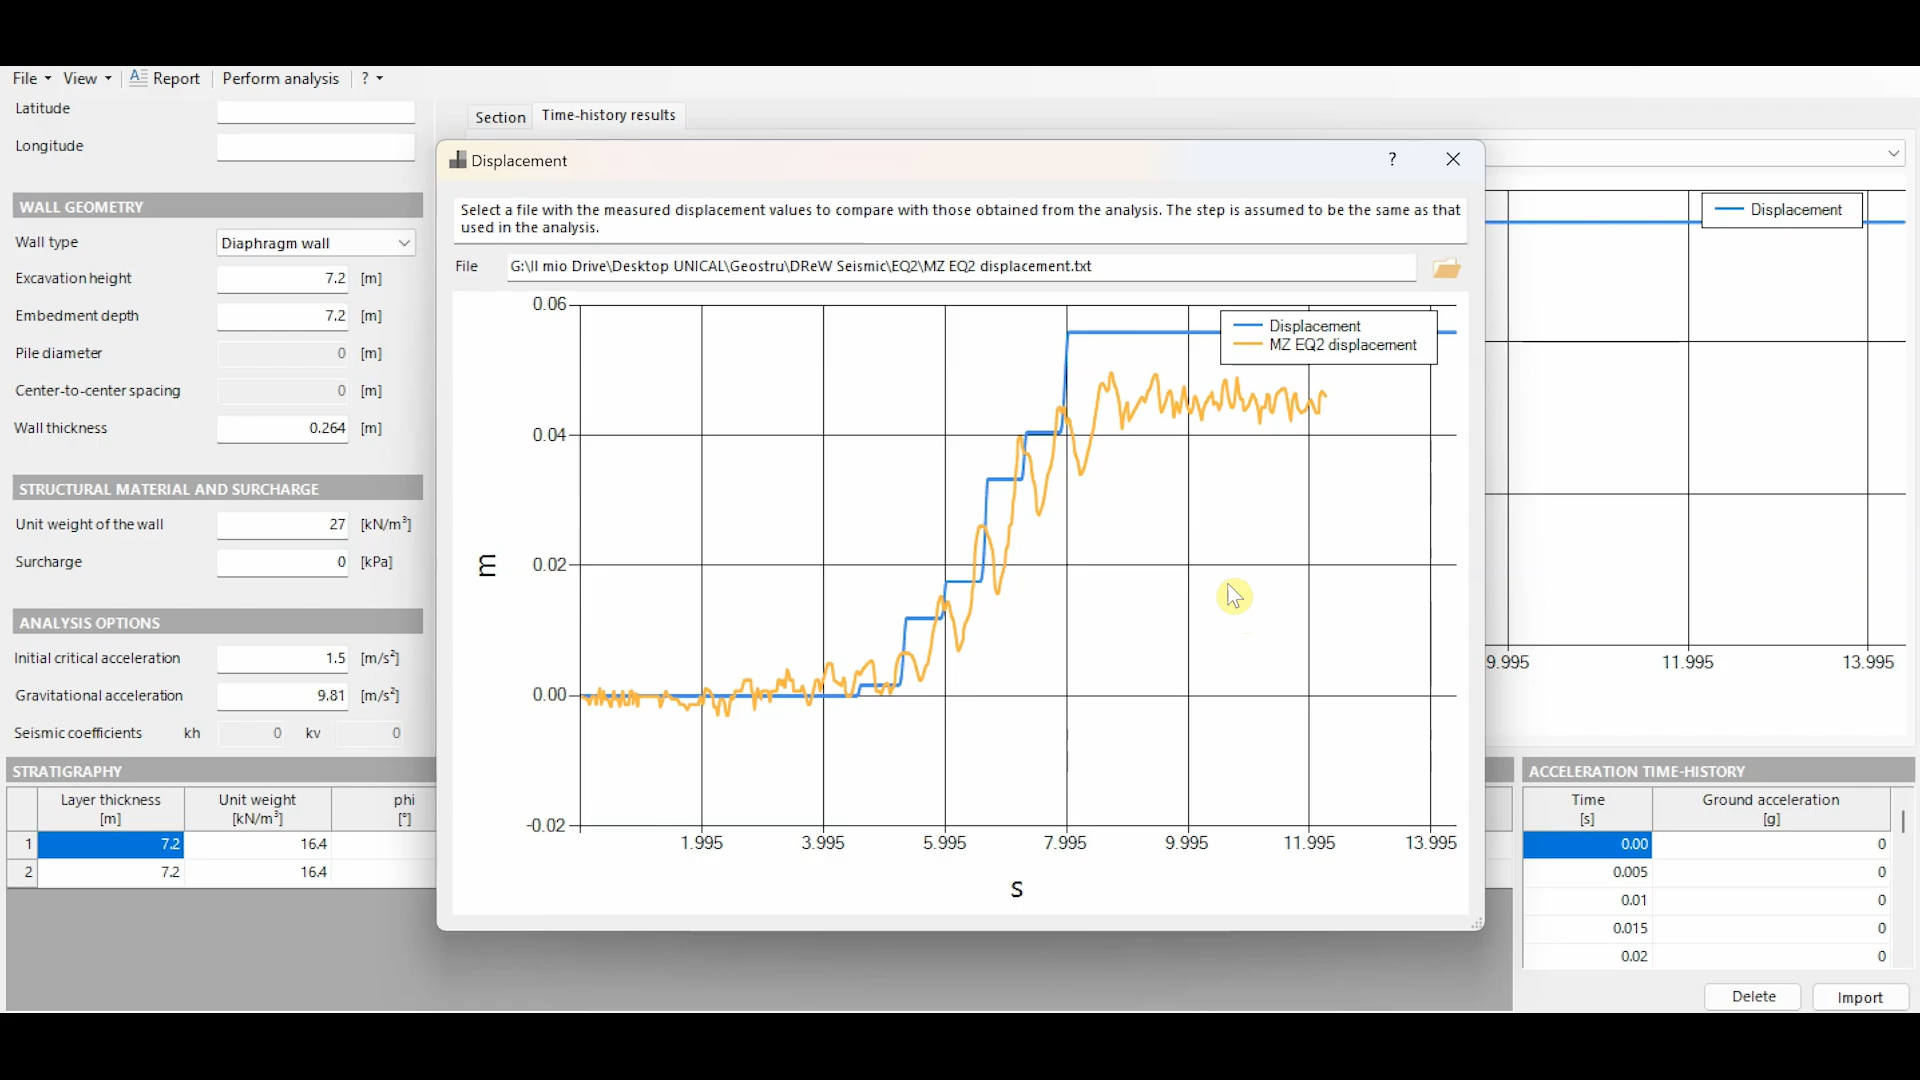 File View Report Perform analysis ?
Latitude
Longitude
WALL GEOMETRY
Wall type Diaphragm wall
Excavation height 7.2 [m]
Embedment depth 7.2 [m]
Pile diameter 0 [m]
Center-to-center spacing 0 [m]
Wall thickness 0.264 [m]
STRUCTURAL MATERIAL AND SURCHARGE
Unit weight of the wall 27 [kN/m³]
Surcharge 0 [kPa]
ANALYSIS OPTIONS
Initial critical acceleration 1.5 [m/s²]
Gravitational acceleration 9.81 [m/s²]
Seismic coefficients kh 0 kv 0
STRATIGRAPHY
Layer thickness Unit weight phi
[m] [kN/m³] [°]
1 7.2 16.4
2 7.2 16.4
Section Time-history results
Displacement ?
Select a file with the measured displacement values to compare with those obtained from the analysis. The step is assumed to be the same as that
used in the analysis.
File G:\Il mio Drive\Desktop UNICAL\Geostru\DReW Seismic\EQ2\MZ EQ2 displacement.txt
Displacement
MZ EQ2 displacement
0.06
0.04
0.02
0.00
-0.02
m
1.995 3.995 5.995 7.995 9.995 11.995 13.995
s
Displacement
9.995 11.995 13.995
ACCELERATION TIME-HISTORY
Time Ground acceleration
[s] [g]
0.00 0
0.005 0
0.01 0
0.015 0
0.02 0
Delete Import